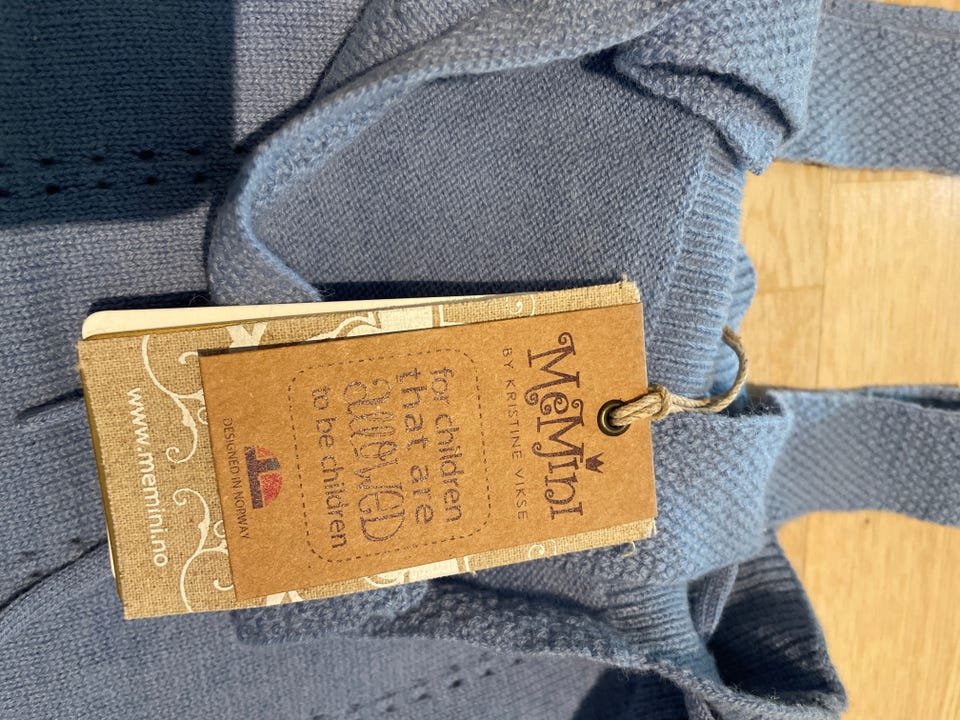 MeMini
BY KRISTINE VIKSE
for children
that are
allowED
to be children
DESIGNED IN NORWAY
www.memini.no